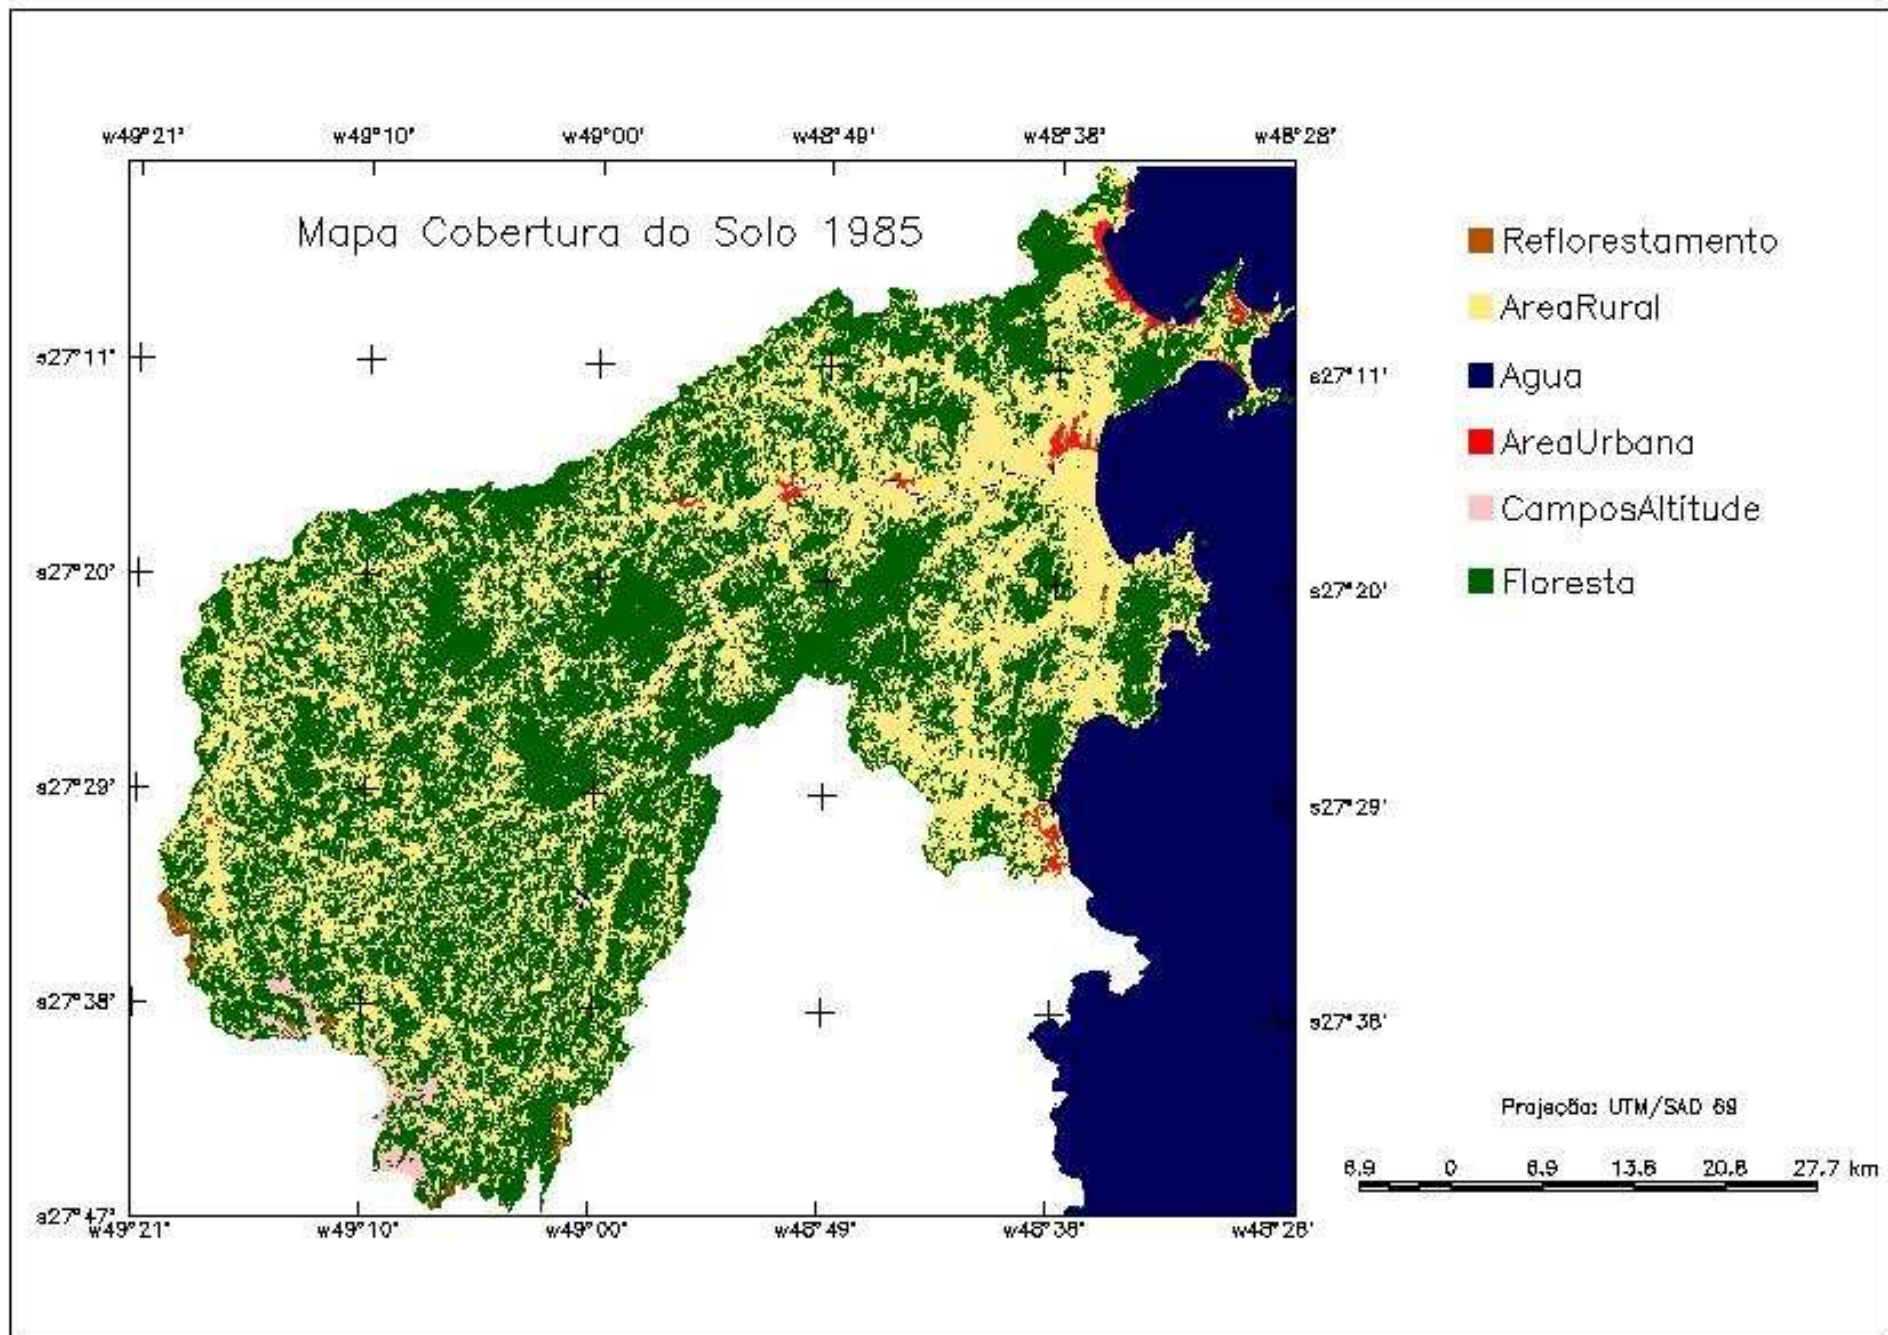 w49°21' w49°10' w49°00' w48°49' w48°38' w48°28'
Mapa Cobertura do Solo 1985
Reflorestamento
AreaRural
Agua
AreaUrbana
CamposAltitude
Floresta
s27°11' s27°11'
s27°20' s27°20'
s27°29' s27°29'
s27°38' s27°38'
Projeção: UTM/SAD 69
6.9 0 6.9 13.8 20.8 27.7 km
s27°47'
w49°21' w49°10' w49°00' w48°49' w48°38' w48°28'